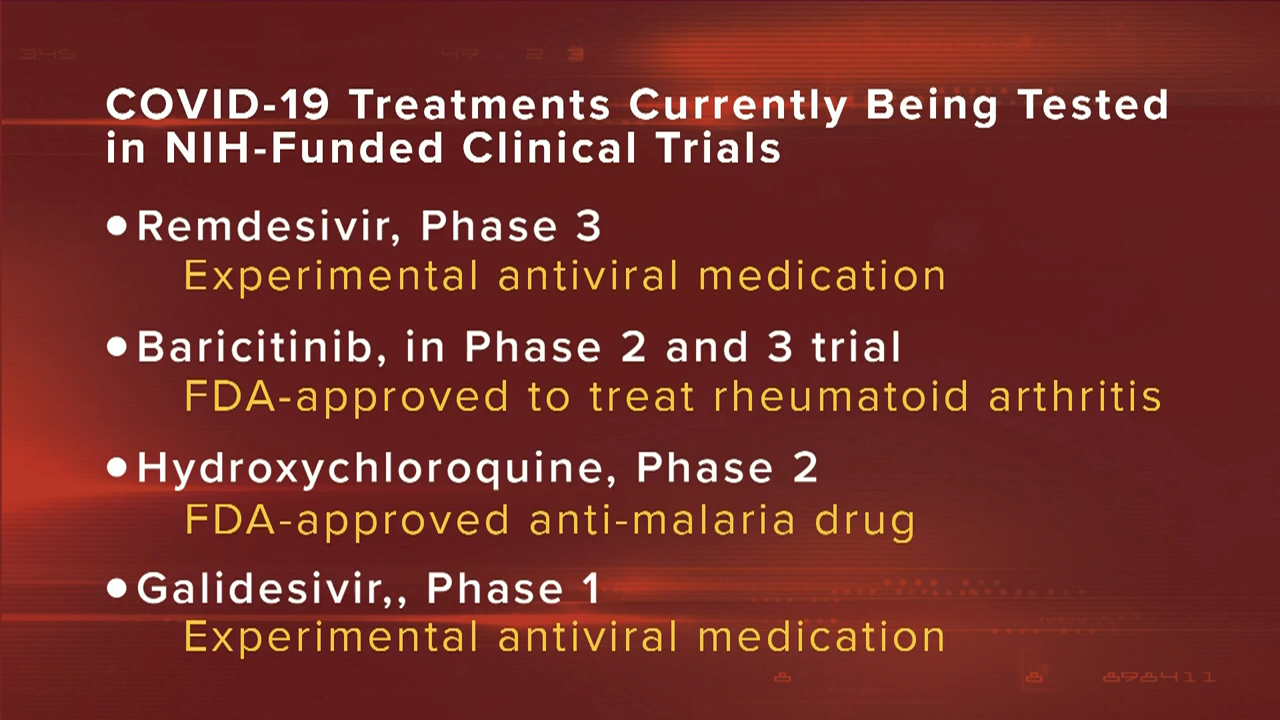 COVID-19 Treatments Currently Being Tested
in NIH-Funded Clinical Trials
●Remdesivir, Phase 3
Experimental antiviral medication
●Baricitinib, in Phase 2 and 3 trial
FDA-approved to treat rheumatoid arthritis
●Hydroxychloroquine, Phase 2
FDA-approved anti-malaria drug
●Galidesivir,, Phase 1
Experimental antiviral medication